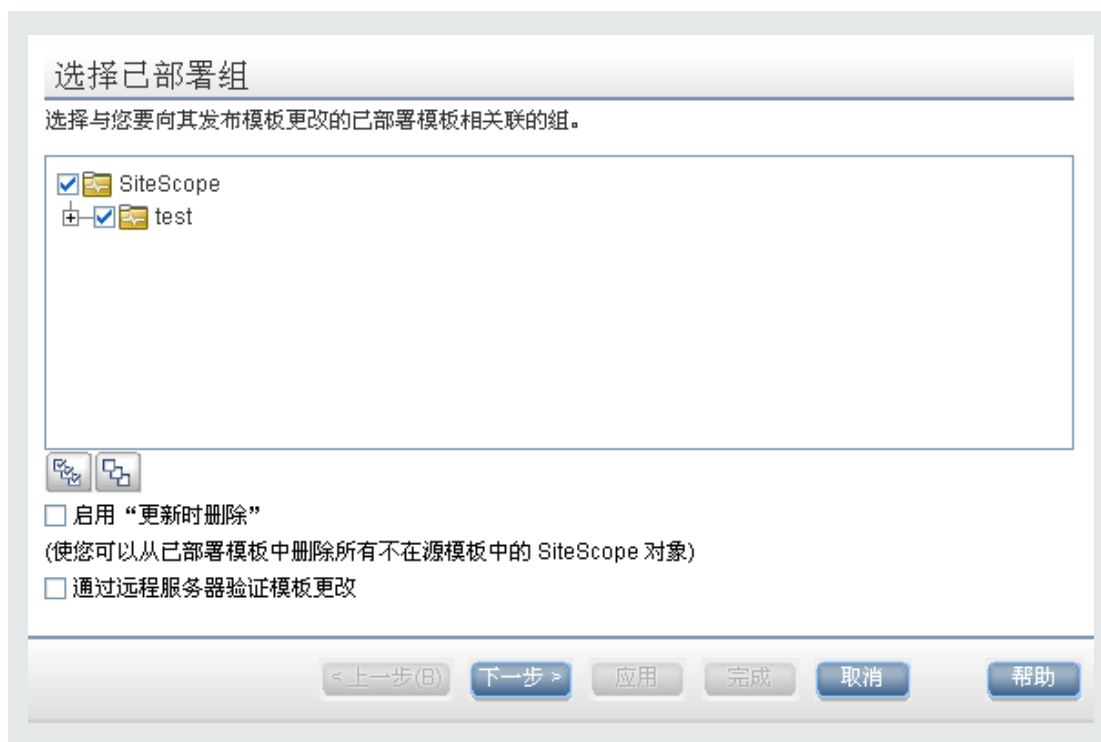 选择已部署组
选择与您要向其发布模板更改的已部署模板相关联的组。
SiteScope
test
启用“更新时删除”
(使您可以从已部署模板中删除所有不在源模板中的 SiteScope 对象)
通过远程服务器验证模板更改
<上一步(B) 下一步> 应用 完成 取消 帮助